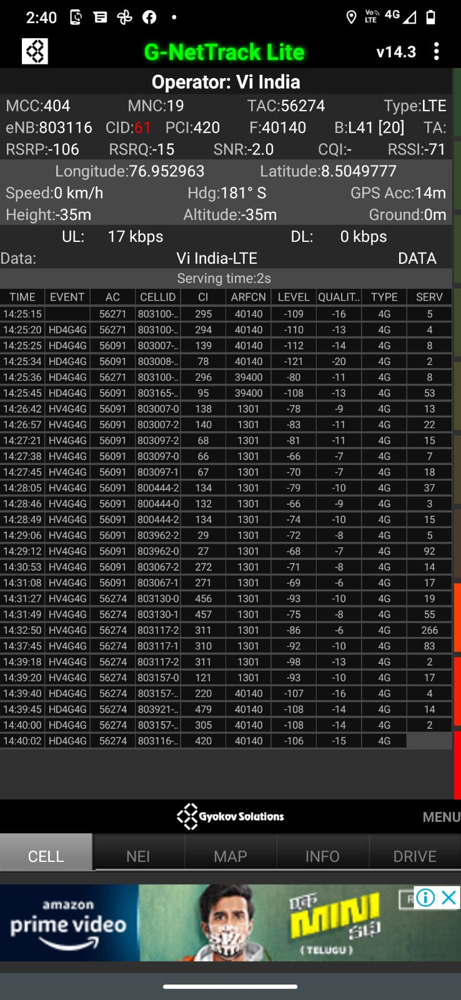 2:40 Vo LTE 4G
G-NetTrack Lite v14.3
Operator: Vi India
MCC:404 MNC:19 TAC:56274 Type:LTE
eNB:803116 CID:61 PCI:420 F:40140 B:L41 [20] TA:
RSRP:-106 RSRQ:-15 SNR:-2.0 CQI:- RSSI:-71
Longitude:76.952963 Latitude:8.5049777
Speed:0 km/h Hdg:181° S GPS Acc:14m
Height:-35m Altitude:-35m Ground:0m
UL: 17 kbps DL: 0 kbps
Data: Vi India-LTE DATA
Serving time:2s
TIME EVENT AC CELLID CI ARFCN LEVEL QUALIT.. TYPE SERV
14:25:15 56271 803100-.. 295 40140 -109 -16 4G 5
14:25:20 HD4G4G 56271 803100-.. 294 40140 -110 -13 4G 4
14:25:25 HD4G4G 56091 803007-.. 139 40140 -112 -14 4G 8
14:25:34 HD4G4G 56091 803008-.. 78 40140 -121 -20 4G 2
14:25:36 HD4G4G 56271 803100-.. 296 39400 -80 -11 4G 8
14:25:45 HD4G4G 56091 803165-.. 95 39400 -108 -13 4G 53
14:26:42 HV4G4G 56091 803007-0 138 1301 -78 -9 4G 13
14:26:57 HV4G4G 56091 803007-2 140 1301 -83 -11 4G 22
14:27:21 HV4G4G 56091 803097-2 68 1301 -81 -11 4G 15
14:27:38 HV4G4G 56091 803097-0 66 1301 -66 -7 4G 7
14:27:45 HV4G4G 56091 803097-1 67 1301 -70 -7 4G 18
14:28:05 HV4G4G 56091 800444-2 134 1301 -79 -10 4G 37
14:28:46 HV4G4G 56091 800444-0 132 1301 -66 -9 4G 3
14:28:49 HV4G4G 56091 800444-2 134 1301 -74 -10 4G 15
14:29:06 HV4G4G 56091 803962-2 29 1301 -72 -8 4G 5
14:29:12 HV4G4G 56091 803962-0 27 1301 -68 -7 4G 92
14:30:53 HV4G4G 56091 803067-2 272 1301 -71 -8 4G 14
14:31:08 HV4G4G 56091 803067-1 271 1301 -69 -6 4G 17
14:31:27 HV4G4G 56274 803130-0 456 1301 -93 -10 4G 19
14:31:49 HV4G4G 56274 803130-1 457 1301 -75 -8 4G 55
14:32:50 HV4G4G 56274 803117-2 311 1301 -86 -6 4G 266
14:37:45 HV4G4G 56274 803117-1 310 1301 -92 -10 4G 83
14:39:18 HV4G4G 56274 803117-2 311 1301 -98 -13 4G 2
14:39:20 HV4G4G 56274 803157-0 121 1301 -93 -10 4G 17
14:39:40 HD4G4G 56274 803157-.. 220 40140 -107 -16 4G 4
14:39:45 HD4G4G 56274 803921-.. 479 40140 -108 -14 4G 14
14:40:00 HD4G4G 56274 803157-.. 305 40140 -108 -14 4G 2
14:40:02 HD4G4G 56274 803116-.. 420 40140 -106 -15 4G
Gyokov Solutions MENU
CELL NEI MAP INFO DRIVE
amazon
prime video
एक
MINI
कथा
(TELUGU)